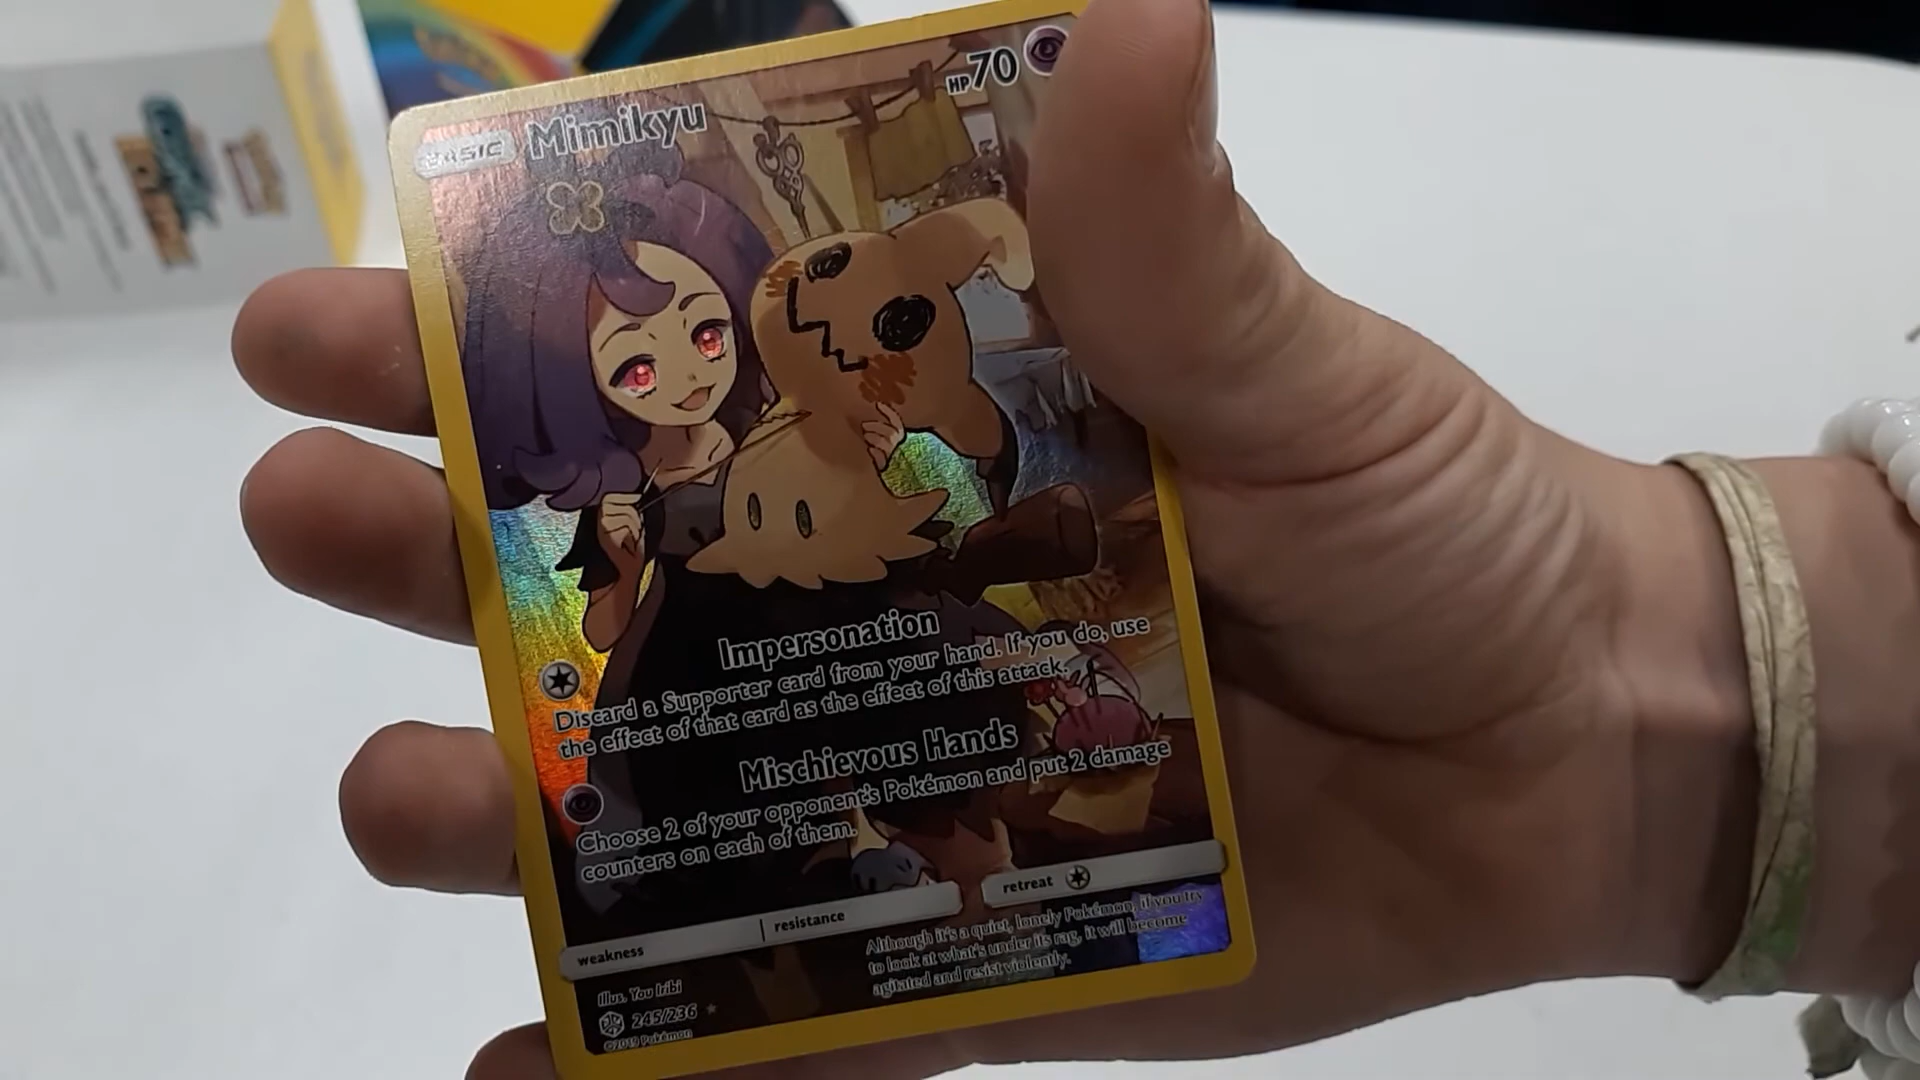 BASIC Mimikyu HP70
Impersonation
Discard a Supporter card from your hand. If you do, use
the effect of that card as the effect of this attack.
Mischievous Hands
Choose 2 of your opponent's Pokémon and put 2 damage
counters on each of them.
weakness resistance retreat
Although it's a quiet, lonely Pokémon, if you try
to look at what's under its rag, it will become
agitated and resist violently.
Illus. You Iribi
245/236
©2019 Pokémon